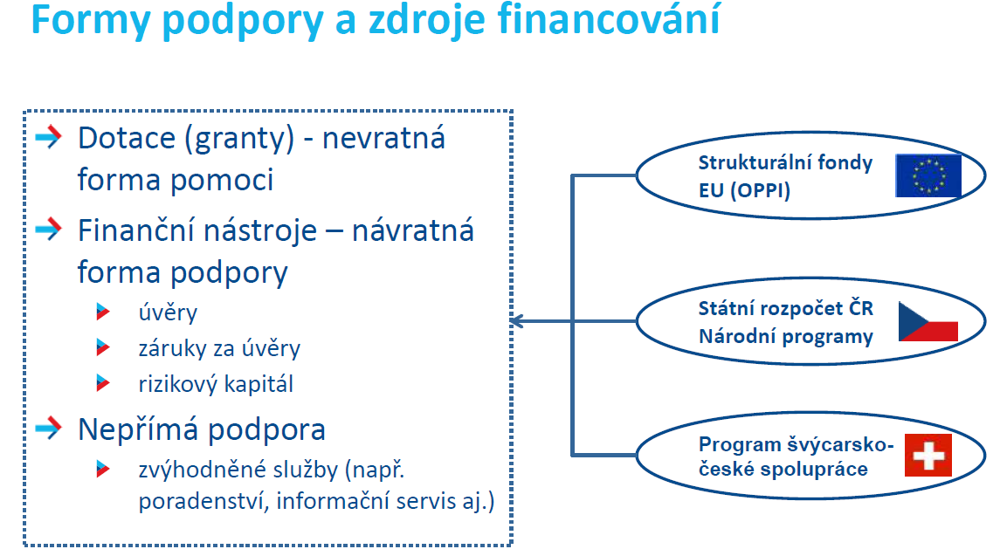 Formy podpory a zdroje financování
Dotace (granty) - nevratná
forma pomoci
Finanční nástroje – návratná
forma podpory
úvěry
záruky za úvěry
rizikový kapitál
Nepřímá podpora
zvýhodněné služby (např.
poradenství, informační servis aj.)
Strukturální fondy
EU (OPPI)
Státní rozpočet ČR
Národní programy
Program švýcarsko-
české spolupráce